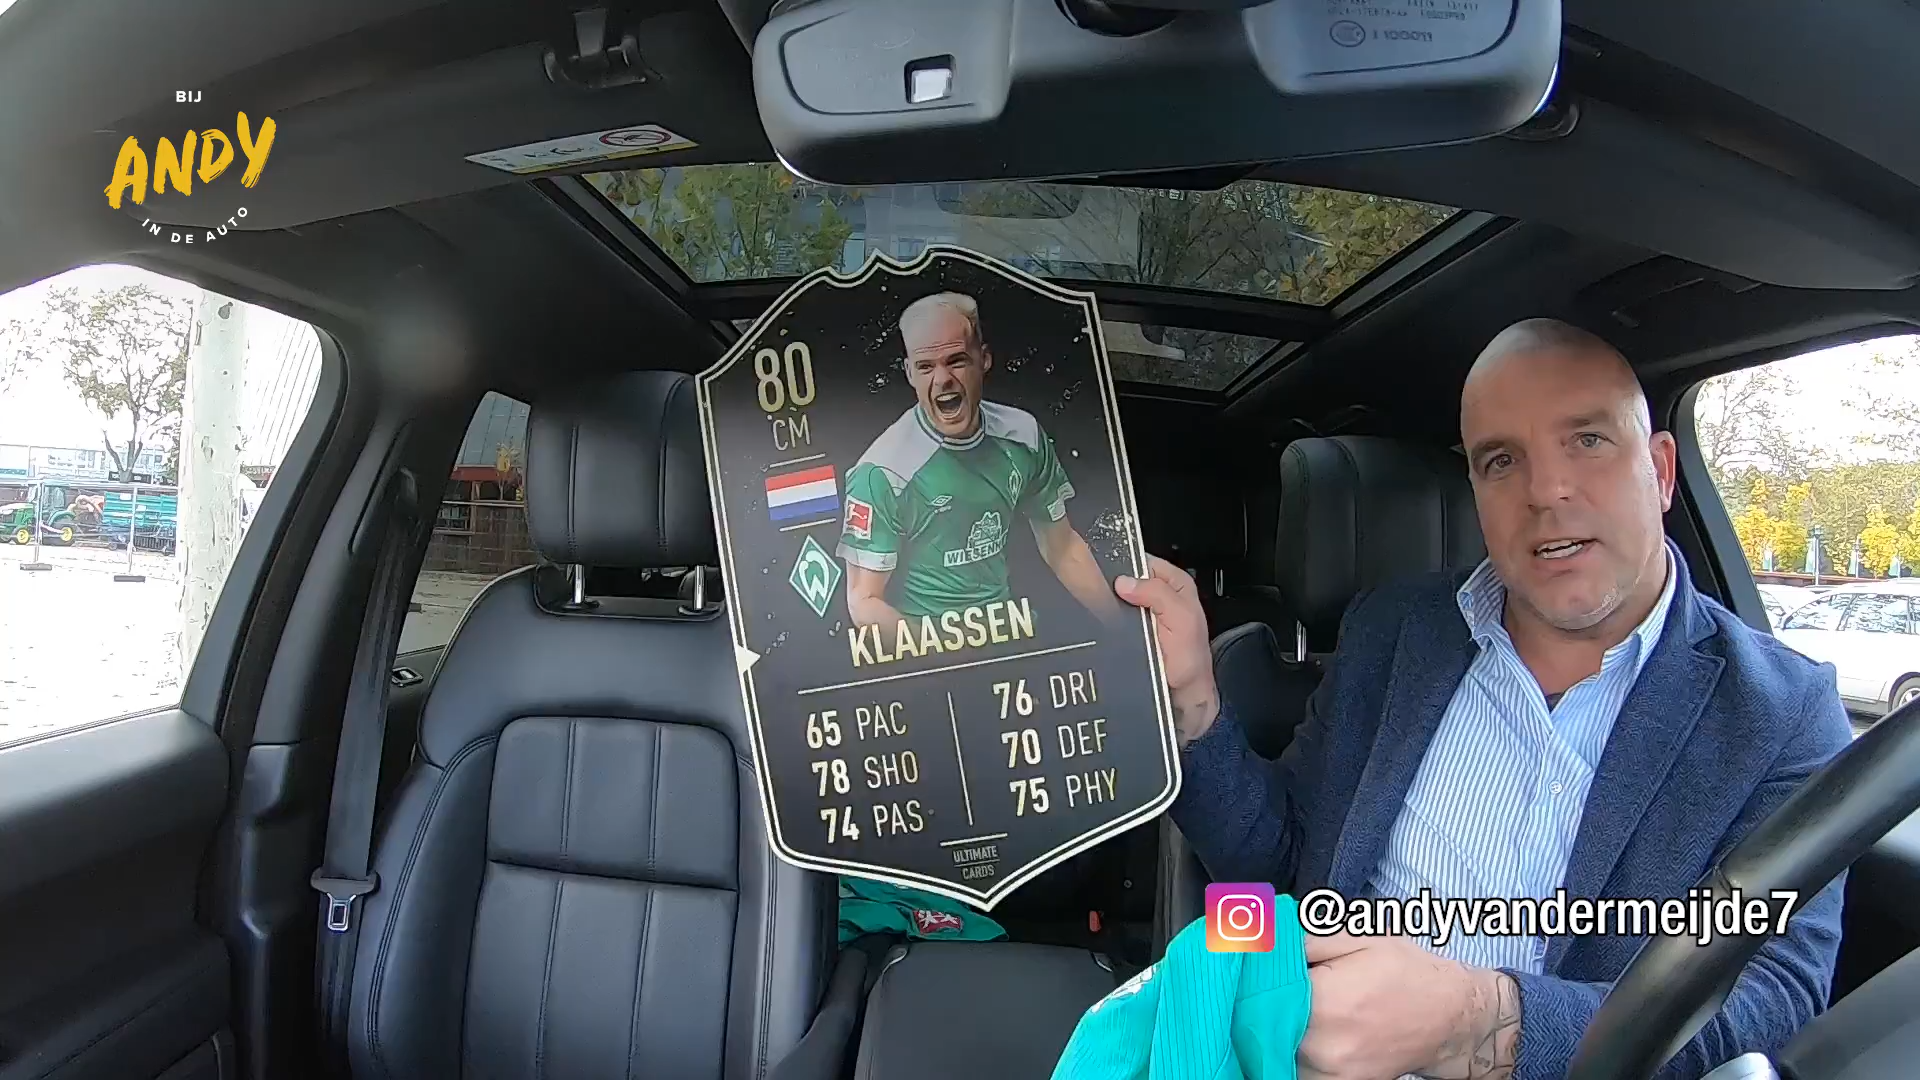 BIJ
ANDY
IN DE AUTO
80
CM
WIESENH
KLAASSEN
65 PAC
78 SHO
74 PAS
76 DRI
70 DEF
75 PHY
ULTIMATE
CARDS
@andyvandermeijde7